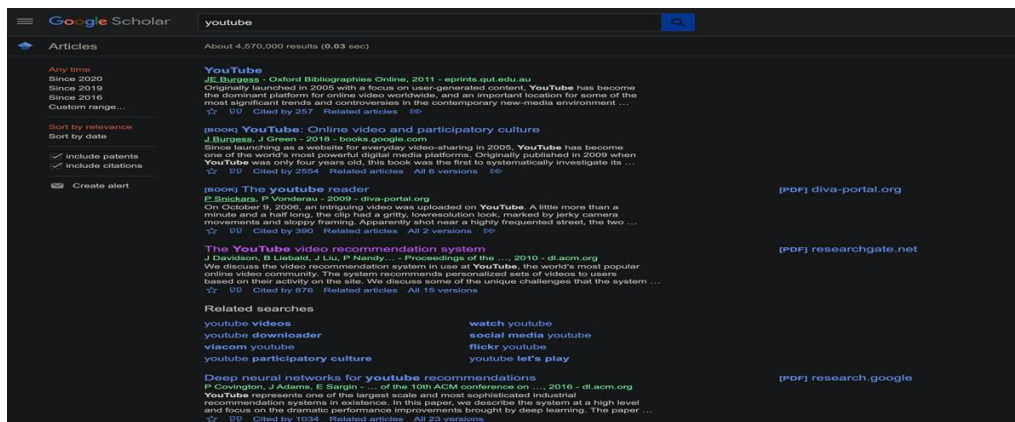 Google Scholar
youtube
Articles
About 4,570,000 results (0.03 sec)
Any time
Since 2020
Since 2019
Since 2016
Custom range...
Sort by relevance
Sort by date
include patents
include citations
Create alert
YouTube
JE Burgess - Oxford Bibliographies Online, 2011 - eprints.qut.edu.au
Originally launched in 2005 with a focus on user-generated content, YouTube has become
the dominant platform for online video worldwide, and an important location for some of the
most significant trends and controversies in the contemporary new-media environment ...
Cited by 257 Related articles
[BOOK] YouTube: Online video and participatory culture
J Burgess, J Green - 2018 - books.google.com
Since launching as a website for everyday video-sharing in 2005, YouTube has become
one of the world's most powerful digital media platforms. Originally published in 2009 when
YouTube was only four years old, this book was the first to systematically investigate its ...
Cited by 2554 Related articles All 6 versions
[BOOK] The youtube reader
P Snickars, P Vonderau - 2009 - diva-portal.org
On October 9, 2006, an intriguing video was uploaded on YouTube. A little more than a
minute and a half long, the clip had a gritty, lowresolution look, marked by jerky camera
movements and sloppy framing. Apparently shot near a highly frequented street, the two ...
Cited by 390 Related articles All 2 versions
[PDF] diva-portal.org
The YouTube video recommendation system
J Davidson, B Liebald, J Liu, P Nandy... - Proceedings of the ..., 2010 - dl.acm.org
We discuss the video recommendation system in use at YouTube, the world's most popular
online video community. The system recommends personalized sets of videos to users
based on their activity on the site. We discuss some of the unique challenges that the system ...
Cited by 876 Related articles All 15 versions
[PDF] researchgate.net
Related searches
youtube videos
watch youtube
youtube downloader
social media youtube
viacom youtube
flickr youtube
youtube participatory culture
youtube let's play
Deep neural networks for youtube recommendations
P Covington, J Adams, E Sargin - ... of the 10th ACM conference on ..., 2016 - dl.acm.org
YouTube represents one of the largest scale and most sophisticated industrial
recommendation systems in existence. In this paper, we describe the system at a high level
and focus on the dramatic performance improvements brought by deep learning. The paper ...
Cited by 1034 Related articles All 23 versions
[PDF] research.google